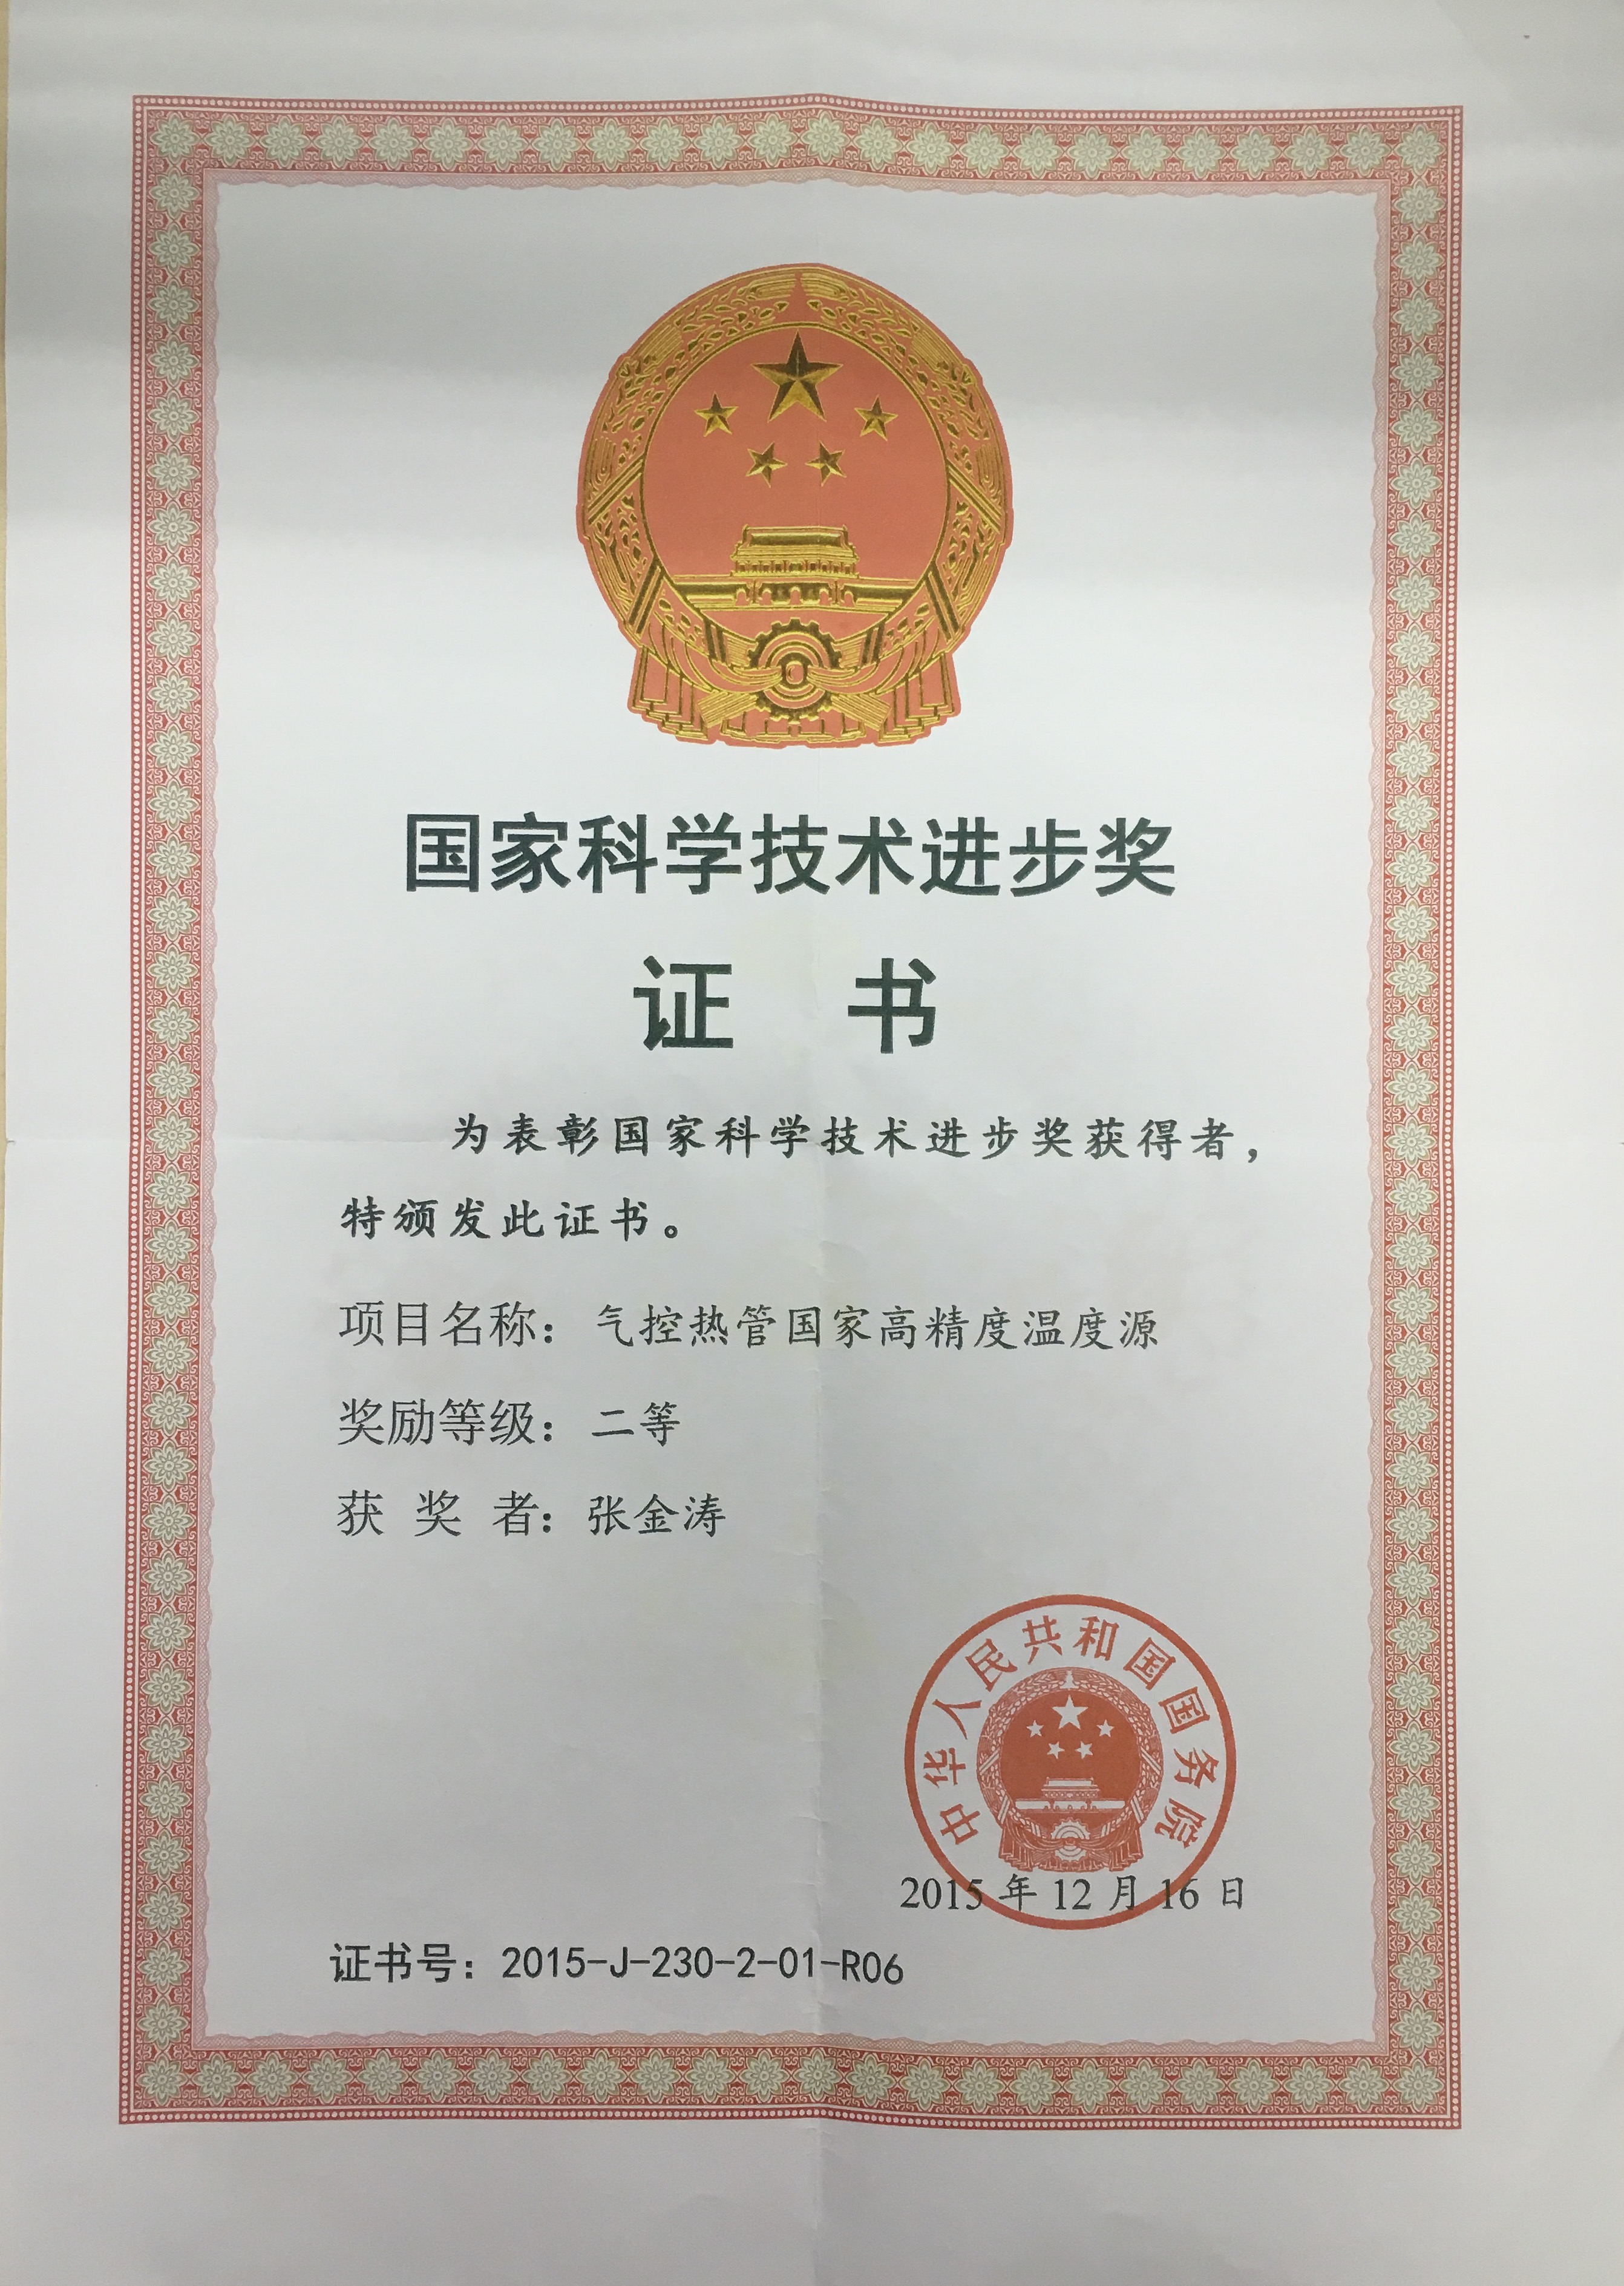 国家科学技术进步奖
证 书
为表彰国家科学技术进步奖获得者，
特颁发此证书。
项目名称：气控热管国家高精度温度源
奖励等级：二等
获 奖 者：张金涛
中华人民共和国国务院
2015年12月16日
证书号：2015-J-230-2-01-R06